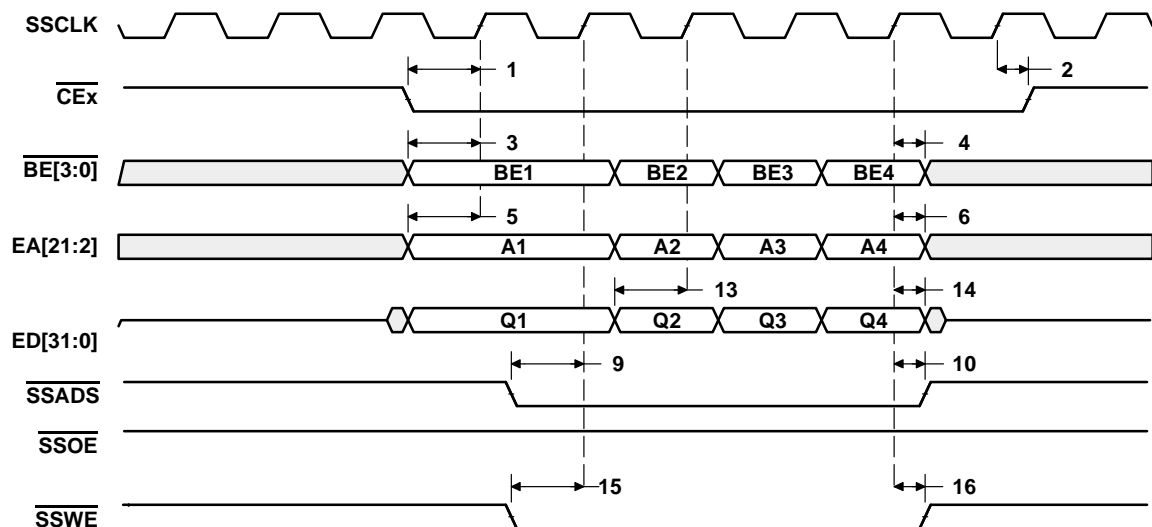 SSCLK
1 2
CEx
3 4
BE[3:0] BE1 BE2 BE3 BE4
5 6
EA[21:2] A1 A2 A3 A4
13 14
ED[31:0] Q1 Q2 Q3 Q4
9 10
SSADS
SSOE
15 16
SSWE